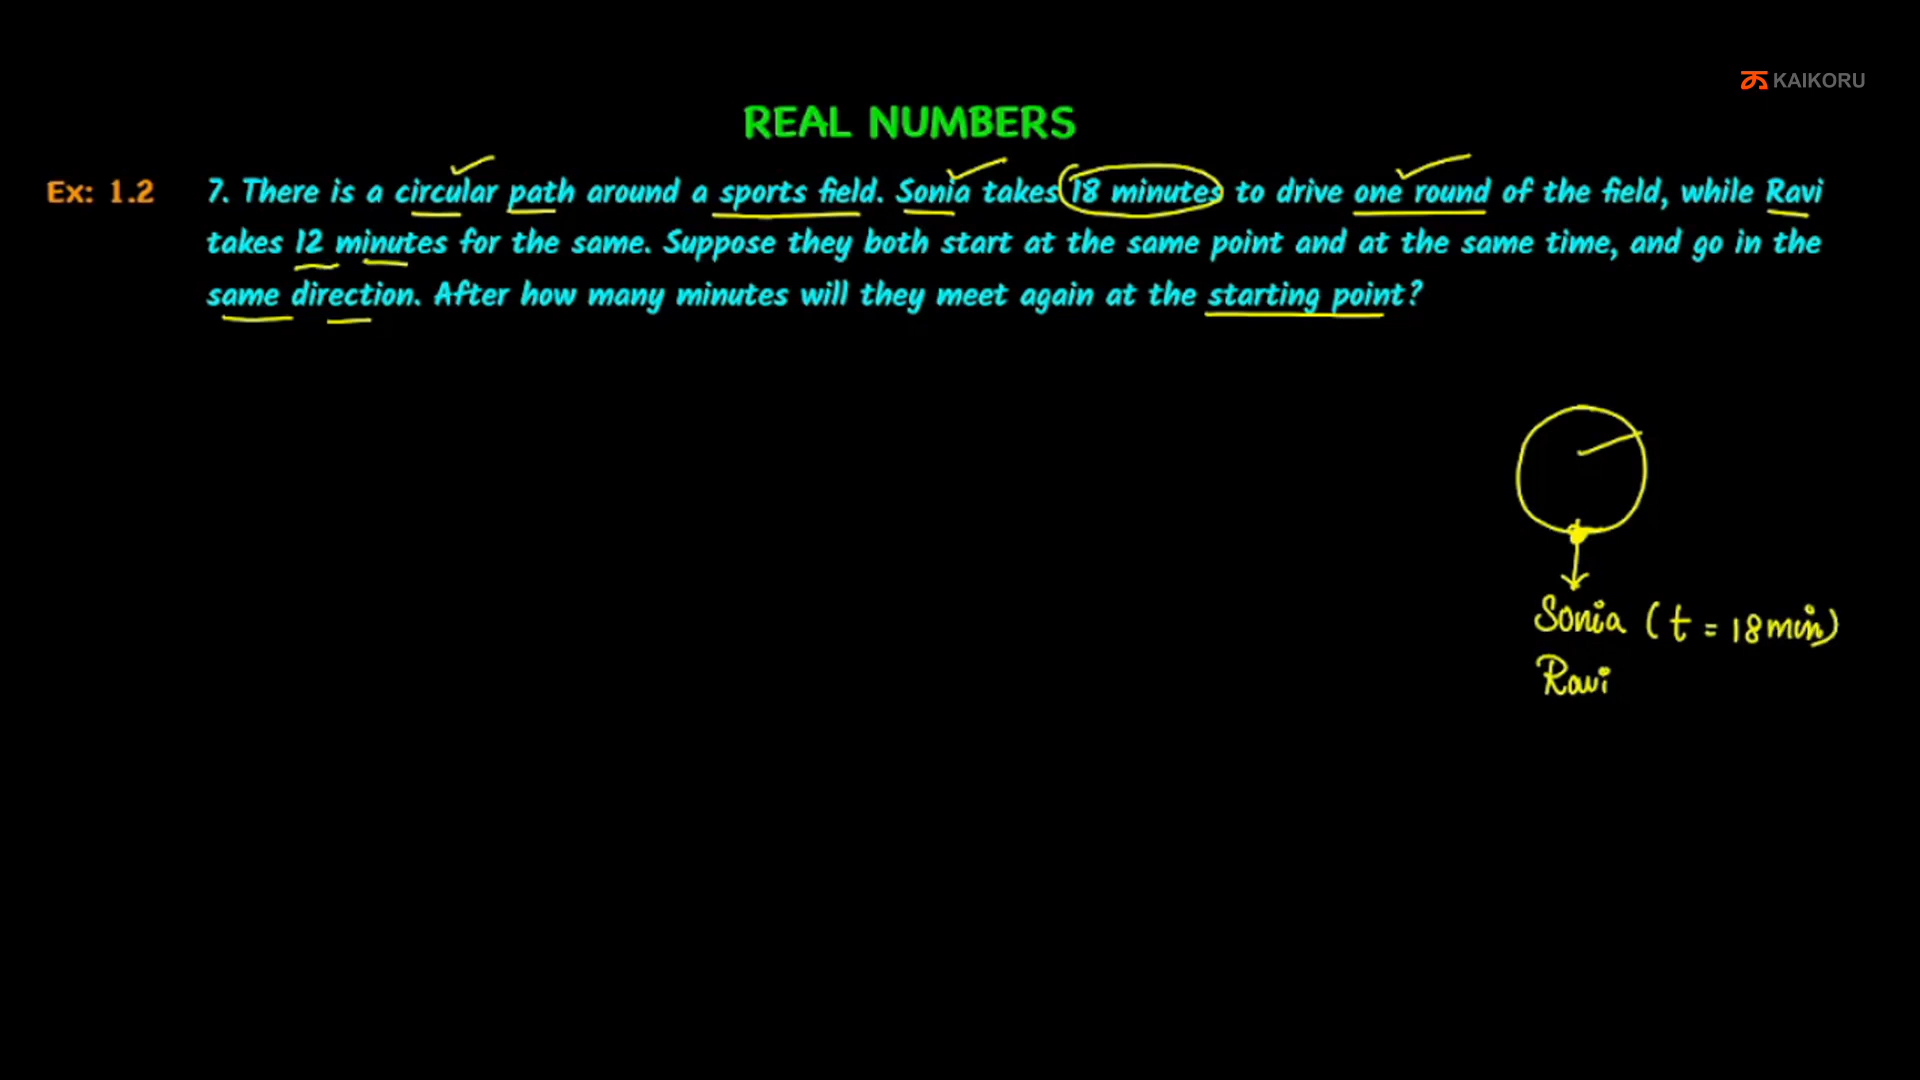 KAIKORU
REAL NUMBERS
Ex: 1.2 7. There is a circular path around a sports field. Sonia takes 18 minutes to drive one round of the field, while Ravi
takes 12 minutes for the same. Suppose they both start at the same point and at the same time, and go in the
same direction. After how many minutes will they meet again at the starting point?
Sonia (t = 18 min)
Ravi